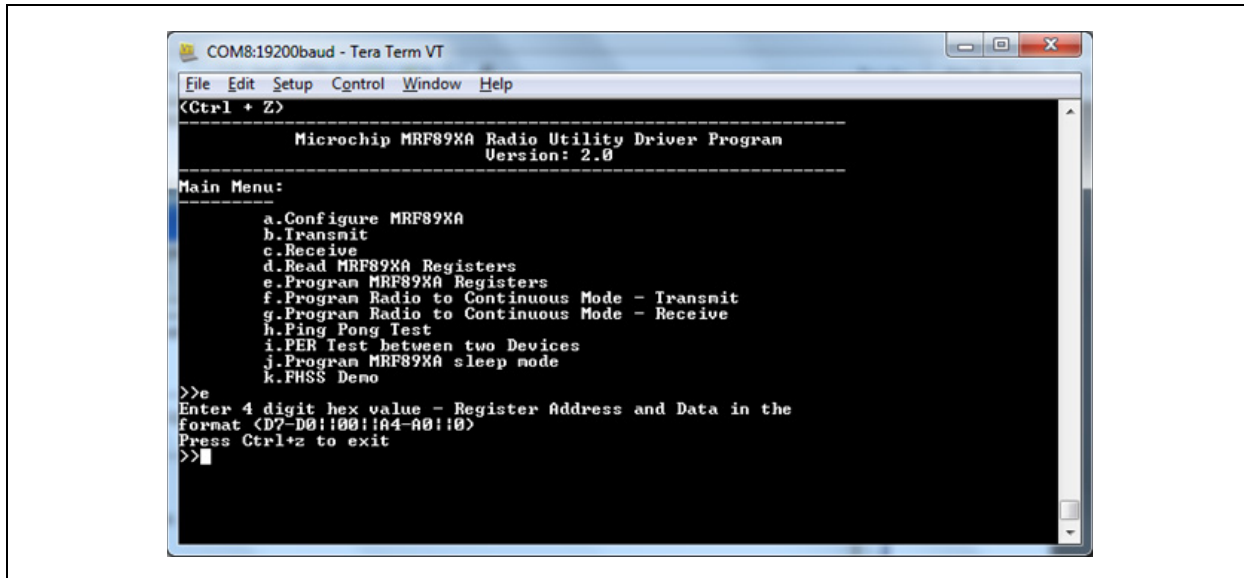 COM8:19200baud - Tera Term VT
File Edit Setup Control Window Help
(Ctrl + Z)
Microchip MRF89XA Radio Utility Driver Program
Version: 2.0
Main Menu:
a.Configure MRF89XA
b.Transmit
c.Receive
d.Read MRF89XA Registers
e.Program MRF89XA Registers
f.Program Radio to Continuous Mode - Transmit
g.Program Radio to Continuous Mode - Receive
h.Ping Pong Test
i.PER Test between two Devices
j.Program MRF89XA sleep mode
k.FHSS Demo
>>e
Enter 4 digit hex value - Register Address and Data in the
format (D7-D0||00||A4-A0||0)
Press Ctrl+z to exit
>>